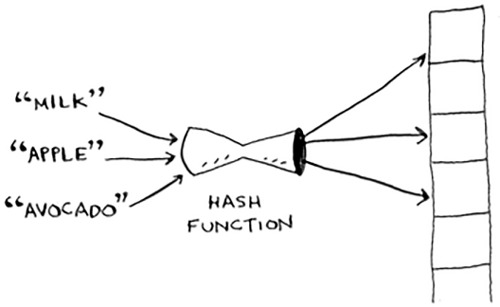 “MILK”
“APPLE”
“AVOCADO”
HASH
FUNCTION